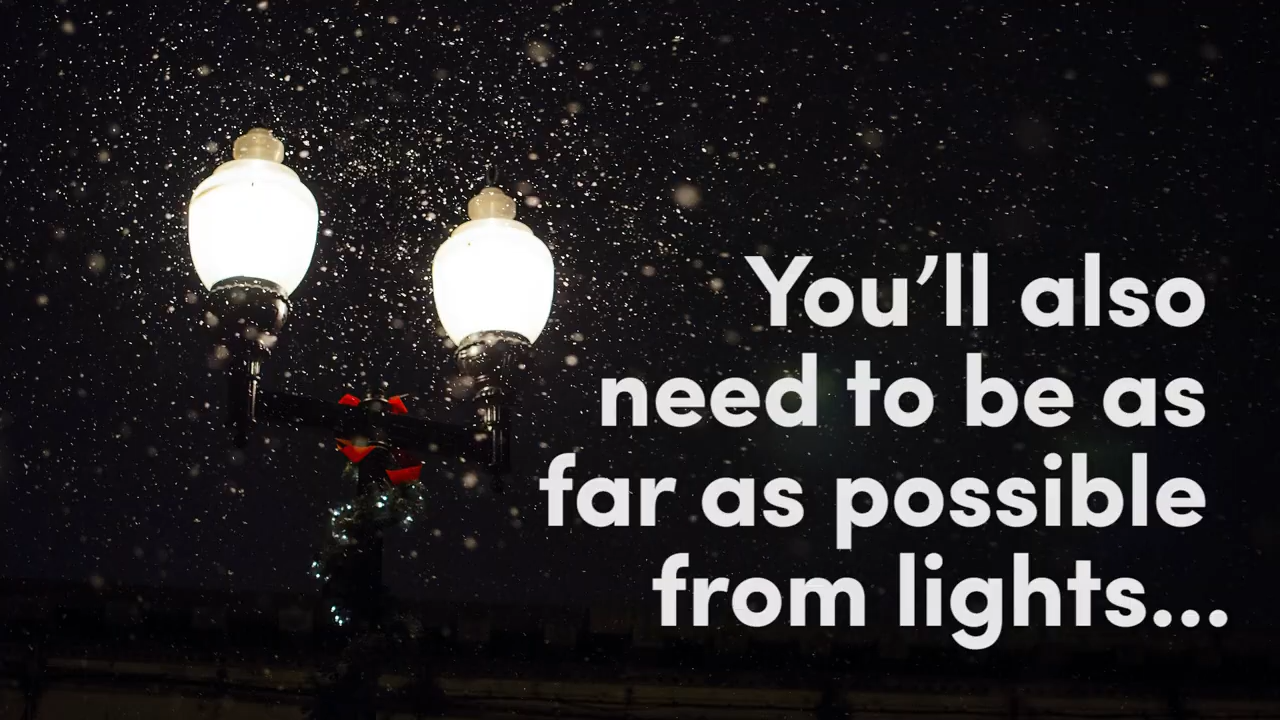 You’ll also
need to be as
far as possible
from lights...